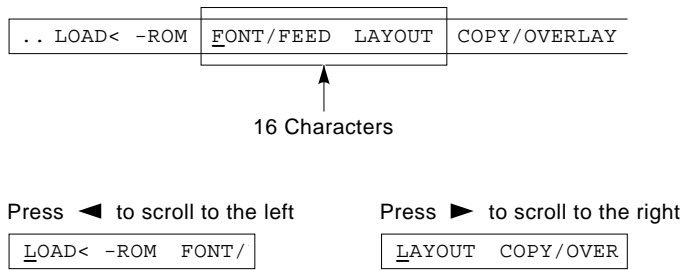 .. LOAD< -ROM FONT/FEED LAYOUT COPY/OVERLAY
16 Characters
Press ◄ to scroll to the left
Press ► to scroll to the right
LOAD< -ROM FONT/
LAYOUT COPY/OVER